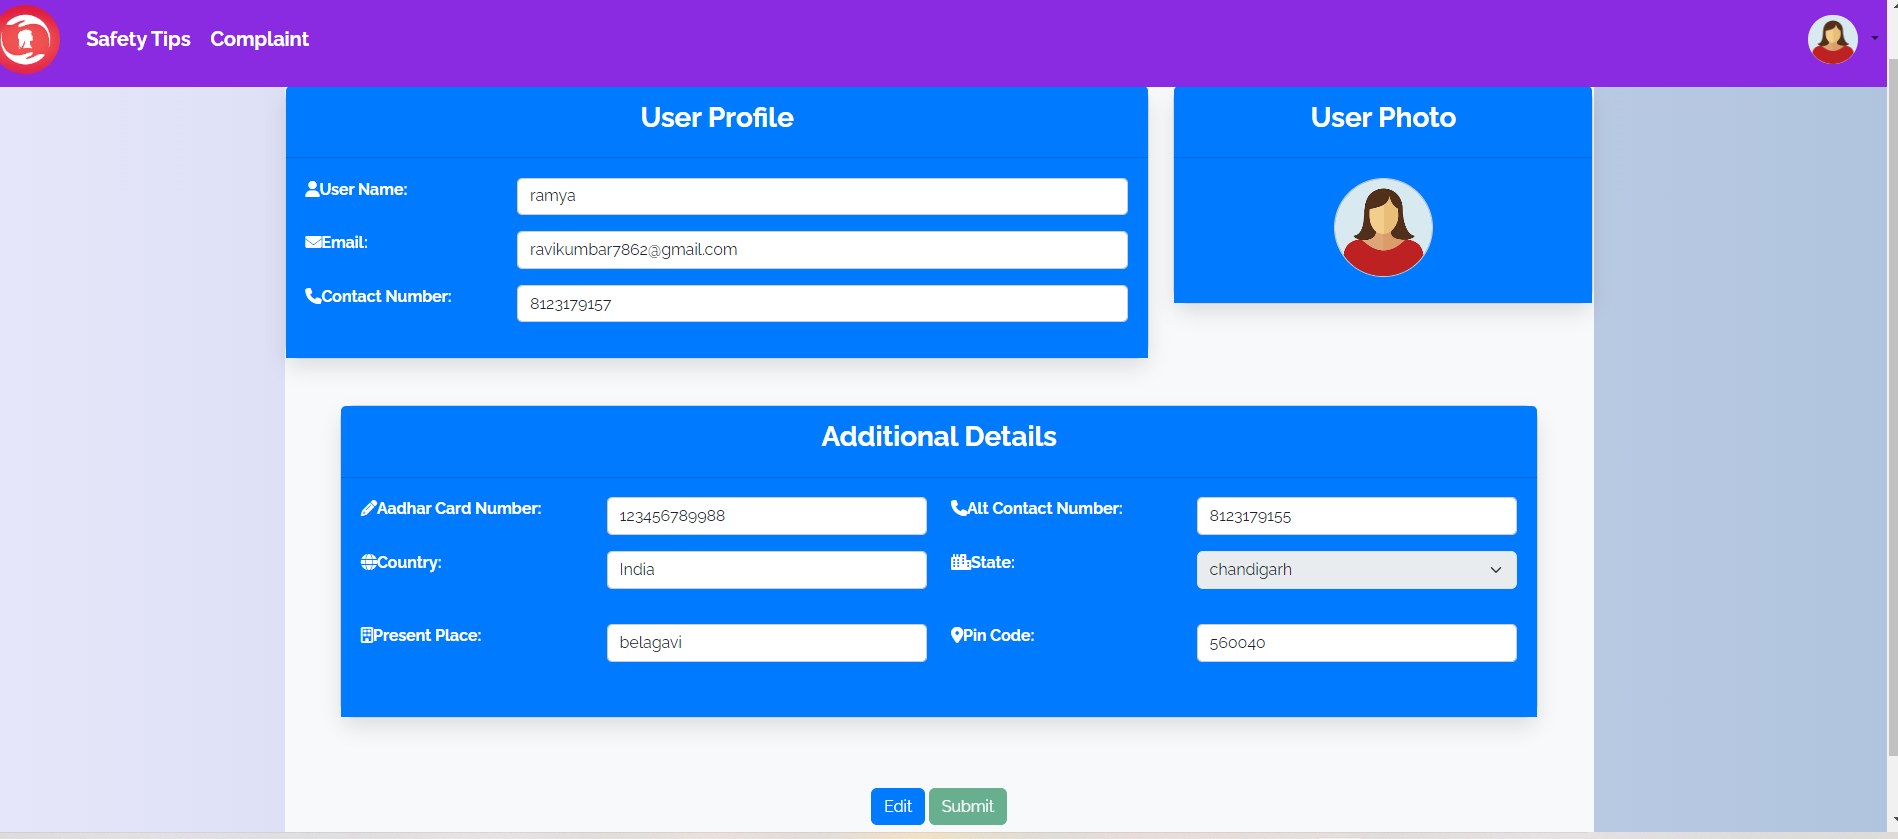 Safety Tips Complaint
User Profile
User Photo
User Name: ramya
Email: ravikumbar7862@gmail.com
Contact Number: 8123179157
Additional Details
Aadhar Card Number: 123456789988 Alt Contact Number: 8123179155
Country: India State: chandigarh
Present Place: belagavi Pin Code: 560040
Edit Submit